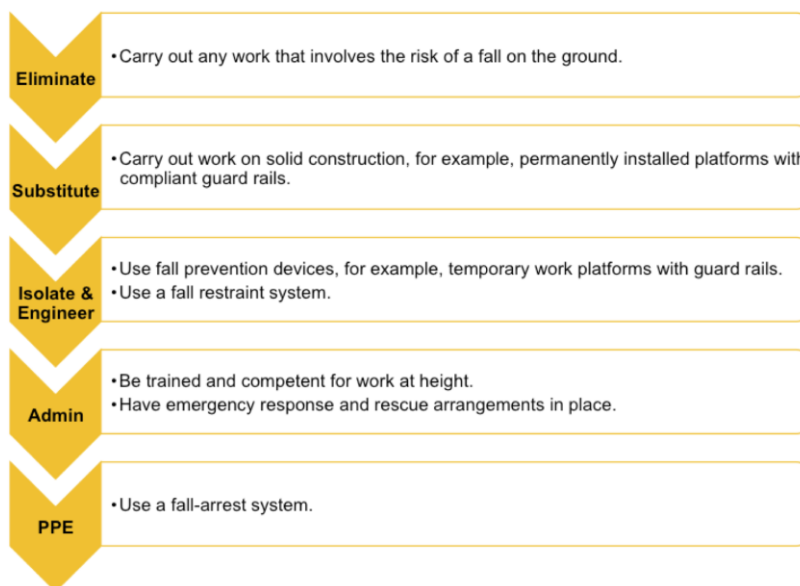 Eliminate
•Carry out any work that involves the risk of a fall on the ground.
Substitute
•Carry out work on solid construction, for example, permanently installed platforms with
compliant guard rails.
Isolate &
Engineer
•Use fall prevention devices, for example, temporary work platforms with guard rails.
•Use a fall restraint system.
Admin
•Be trained and competent for work at height.
•Have emergency response and rescue arrangements in place.
PPE
•Use a fall-arrest system.